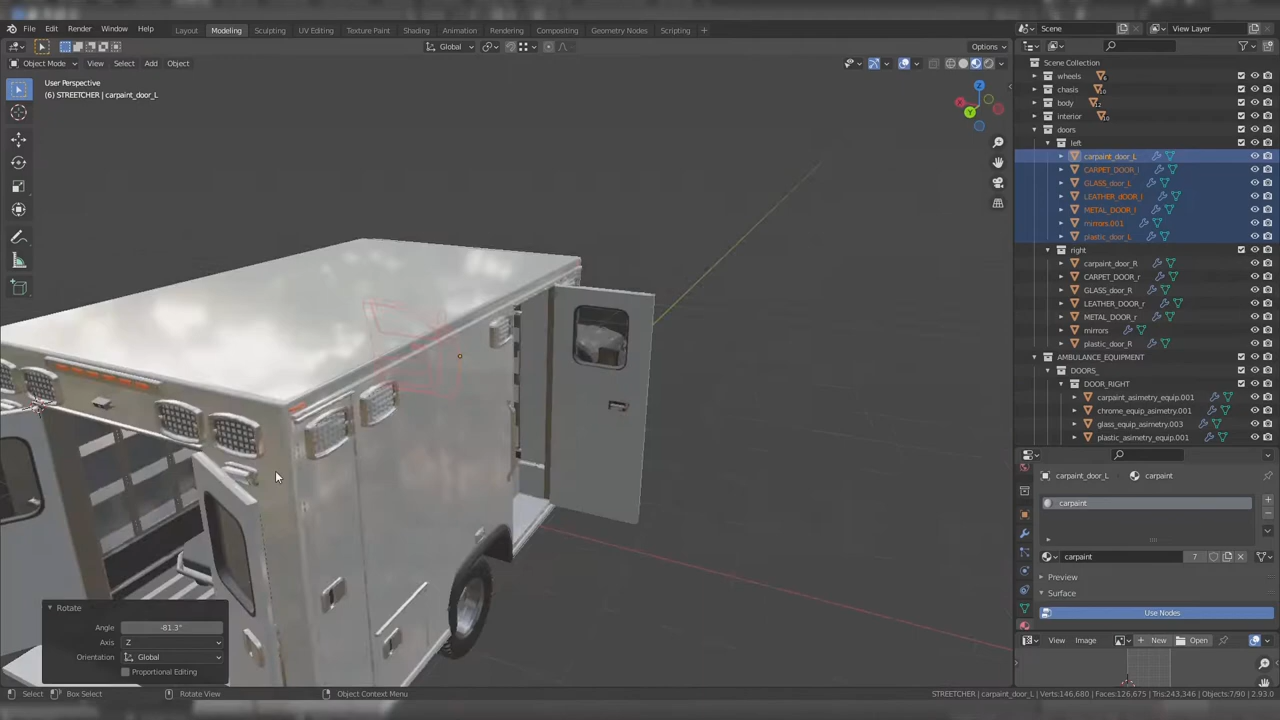 File Edit Render Window Help
Layout Modeling Sculpting UV Editing Texture Paint Shading Animation Rendering Compositing Geometry Nodes Scripting
Scene
View Layer
Global
Options
Object Mode View Select Add Object
User Perspective
(6) STREETCHER | carpaint_door_L
Z
Y
X
Scene Collection
wheels 6
chasis 10
body 12
interior 10
doors
left
carpaint_door_L
CARPET_DOOR_l
GLASS_door_L
LEATHER_dOOR_l
METAL_DOOR_l
mirrors.001
plastic_door_L
right
carpaint_door_R
CARPET_DOOR_r
GLASS_door_R
LEATHER_DOOR_r
METAL_DOOR_r
mirrors
plastic_door_R
AMBULANCE_EQUIPMENT
DOORS_
DOOR_RIGHT
carpaint_asimetry_equip.001
chrome_equip_asimetry.001
glass_equip_asimetry.003
plastic_asimetry_equip.001
carpaint_door_L carpaint
carpaint
carpaint 7
Preview
Surface
Use Nodes
View Image New Open
Rotate
Angle -81.3°
Axis Z
Orientation Global
Proportional Editing
Select Box Select Rotate View Object Context Menu
STREETCHER | carpaint_door_L | Verts:146,680 | Faces:126,675 | Tris:243,346 | Objects:7/90 | 2.93.0